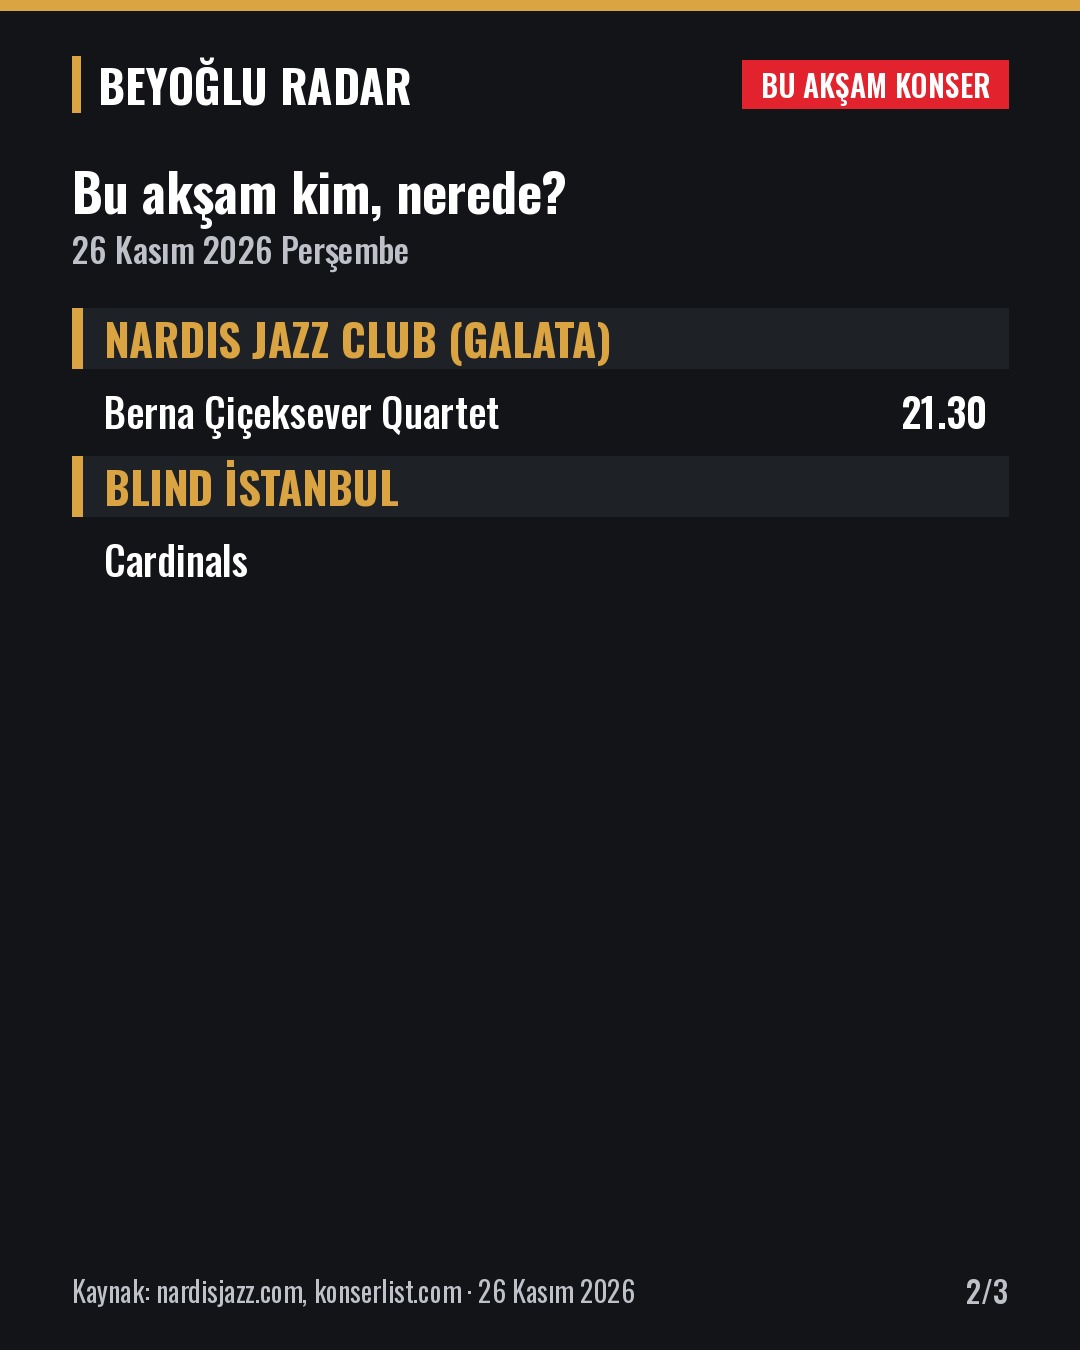 BEYOĞLU RADAR
BU AKŞAM KONSER
Bu akşam kim, nerede?
26 Kasım 2026 Perşembe
NARDIS JAZZ CLUB (GALATA)
Berna Çiçeksever Quartet 21.30
BLIND İSTANBUL
Cardinals
Kaynak: nardisjazz.com, konserlist.com · 26 Kasım 2026 2/3